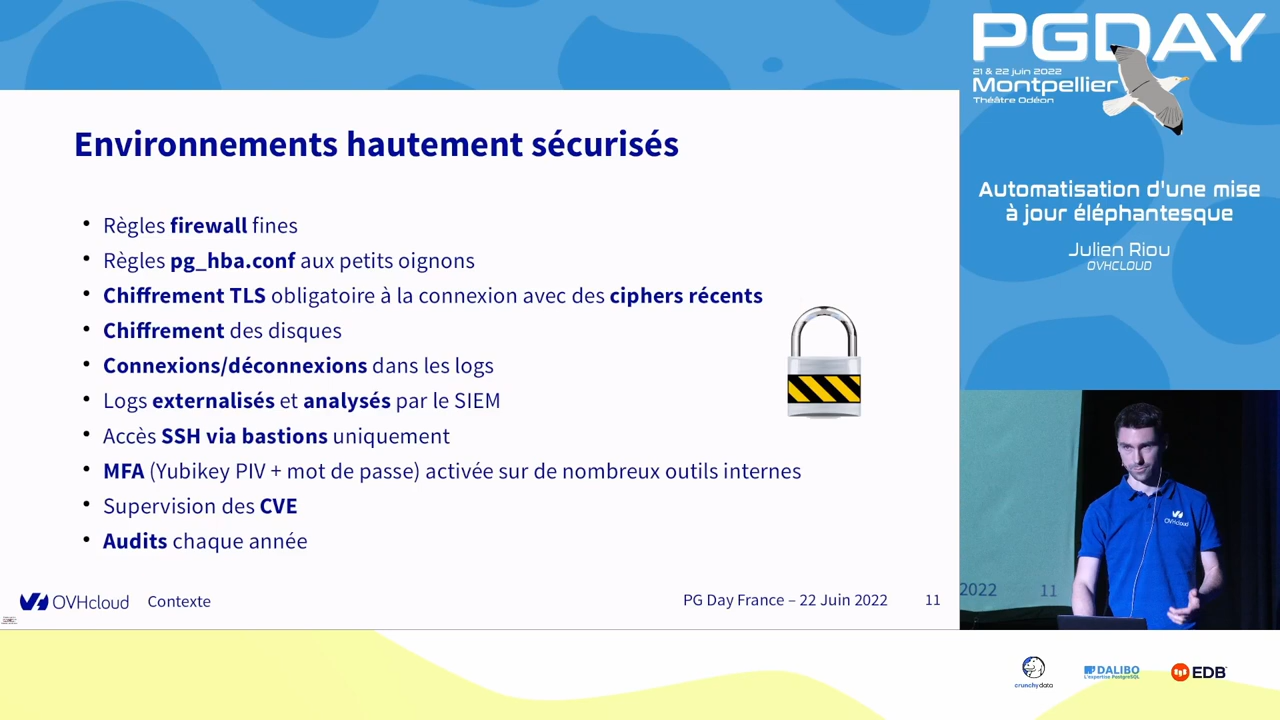 Environnements hautement sécurisés
• Règles firewall fines
• Règles pg_hba.conf aux petits oignons
• Chiffrement TLS obligatoire à la connexion avec des ciphers récents
• Chiffrement des disques
• Connexions/déconnexions dans les logs
• Logs externalisés et analysés par le SIEM
• Accès SSH via bastions uniquement
• MFA (Yubikey PIV + mot de passe) activée sur de nombreux outils internes
• Supervision des CVE
• Audits chaque année
OVHcloud Contexte
PG Day France – 22 Juin 2022 11
PGDAY
21 & 22 juin 2022
Montpellier
Théâtre Odéon
Automatisation d'une mise
à jour éléphantesque
Julien Riou
OVHCLOUD
OVHcloud
2022 11
crunchydata
DALIBO
L'expertise PostgreSQL
EDB